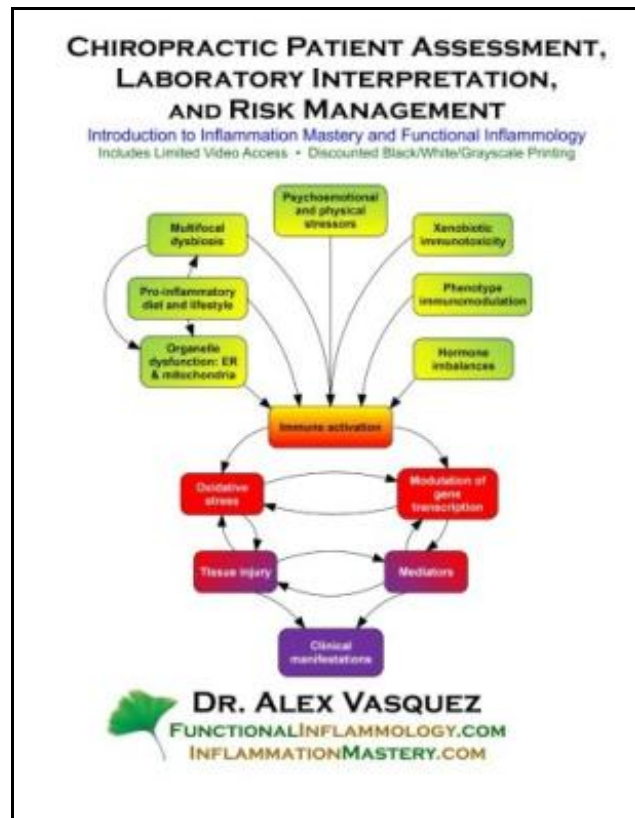 CHIROPRACTIC PATIENT ASSESSMENT,
LABORATORY INTERPRETATION,
AND RISK MANAGEMENT
Introduction to Inflammation Mastery and Functional Inflammology
Includes Limited Video Access • Discounted Black/White/Grayscale Printing
Psychoemotional
and physical
stressors
Multifocal
dysbiosis
Xenobiotic
immunotoxicity
Pro-inflammatory
diet and lifestyle
Phenotype
immunomodulation
Organelle
dysfunction: ER
& mitochondria
Hormone
imbalances
Immune activation
Oxidative
stress
Modulation of
gene
transcription
Tissue injury
Mediators
Clinical
manifestations
DR. ALEX VASQUEZ
FUNCTIONALINFLAMMOLOGY.COM
INFLAMMATIONMASTERY.COM